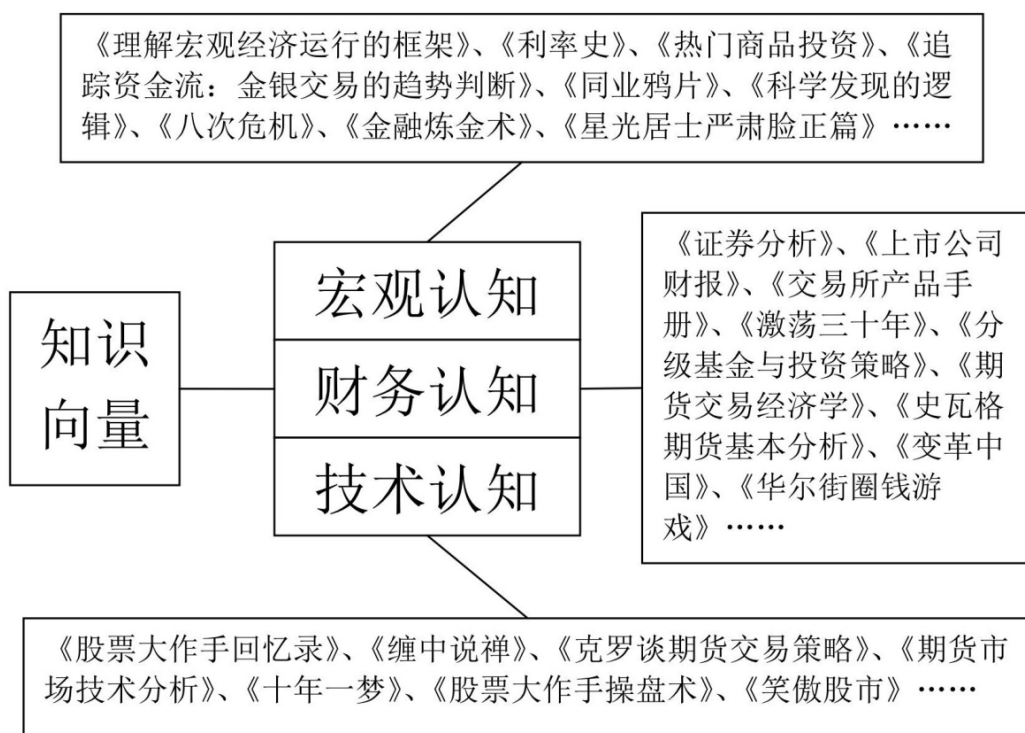 《理解宏观经济运行的框架》、《利率史》、《热门商品投资》、《追
踪资金流：金银交易的趋势判断》、《同业鸦片》、《科学发现的逻
辑》、《八次危机》、《金融炼金术》、《星光居士严肃脸正篇》……
知识
向量
宏观认知
财务认知
技术认知
《证券分析》、《上市公司
财报》、《交易所产品手
册》、《激荡三十年》、《分
级基金与投资策略》、《期
货交易经济学》、《史瓦格
期货基本分析》、《变革中
国》、《华尔街圈钱游
戏》……
《股票大作手回忆录》、《缠中说禅》、《克罗谈期货交易策略》、《期货市
场技术分析》、《十年一梦》、《股票大作手操盘术》、《笑傲股市》……